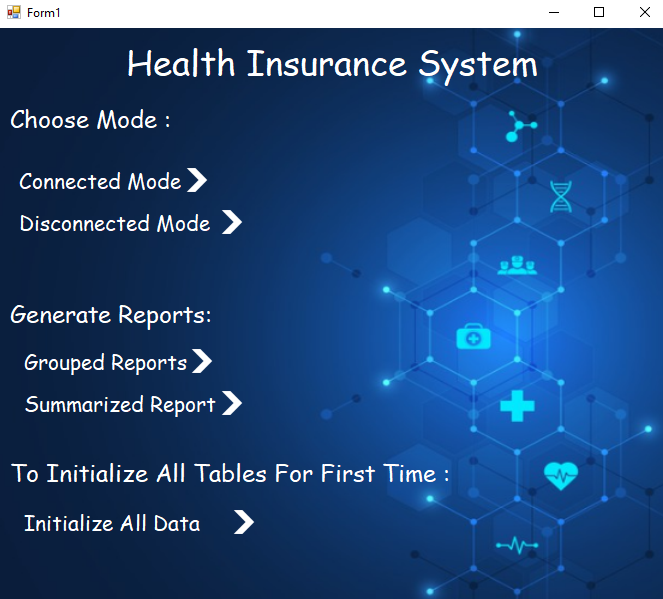 Form1
Health Insurance System
Choose Mode :
Connected Mode
Disconnected Mode
Generate Reports:
Grouped Reports
Summarized Report
To Initialize All Tables For First Time :
Initialize All Data